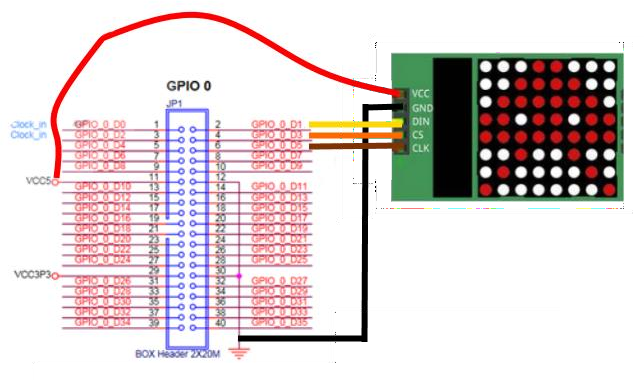 GPIO 0
JP1
Clock_in GPIO_0_D0 1 2 GPIO_0_D1
Clock_in GPIO_0_D2 3 4 GPIO_0_D3
GPIO_0_D4 5 6 GPIO_0_D5
GPIO_0_D6 7 8 GPIO_0_D7
GPIO_0_D8 9 10 GPIO_0_D9
VCC5 11 12
GPIO_0_D10 13 14 GPIO_0_D11
GPIO_0_D12 15 16 GPIO_0_D13
GPIO_0_D14 17 18 GPIO_0_D15
GPIO_0_D16 19 20 GPIO_0_D17
GPIO_0_D18 21 22 GPIO_0_D19
GPIO_0_D20 23 24 GPIO_0_D21
GPIO_0_D22 25 26 GPIO_0_D23
GPIO_0_D24 27 28 GPIO_0_D25
VCC3P3 29 30
GPIO_0_D26 31 32 GPIO_0_D27
GPIO_0_D28 33 34 GPIO_0_D29
GPIO_0_D30 35 36 GPIO_0_D31
GPIO_0_D32 37 38 GPIO_0_D33
GPIO_0_D34 39 40 GPIO_0_D35
BOX Header 2X20M
VCC
GND
DIN
CS
CLK